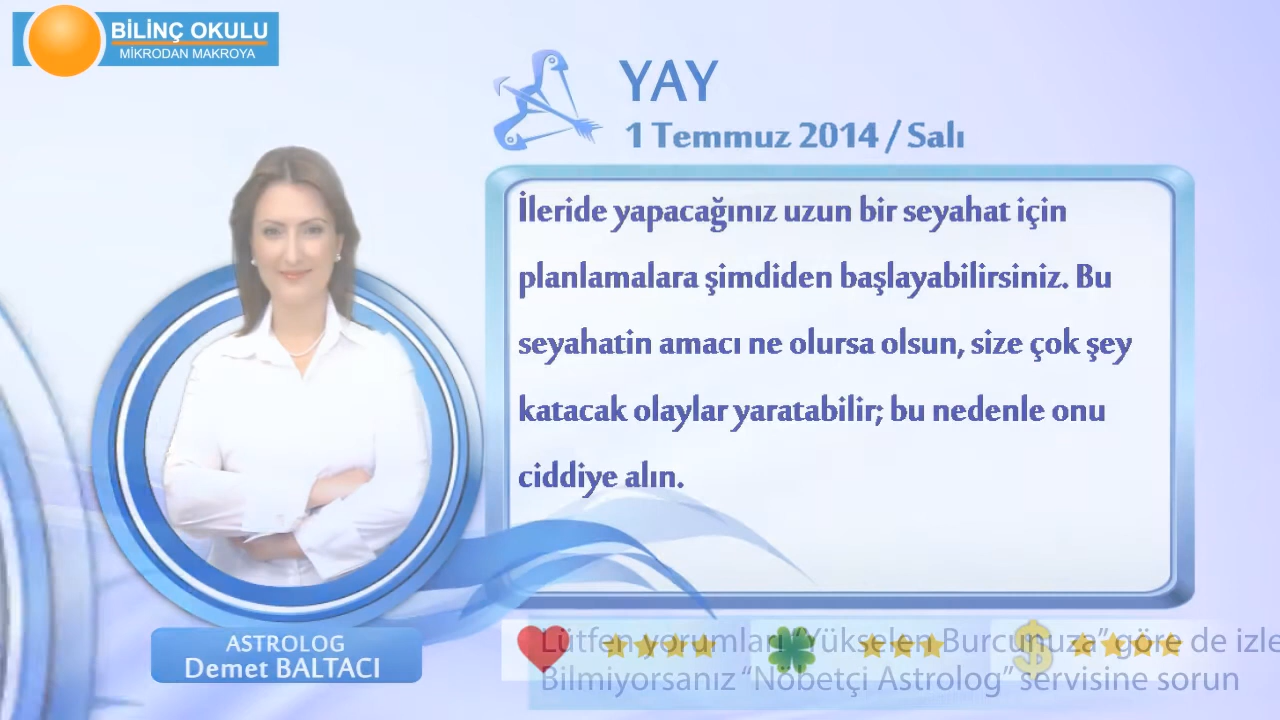 BİLİNÇ OKULU
MİKRODAN MAKROYA
YAY
1 Temmuz 2014 / Salı
İleride yapacağınız uzun bir seyahat için
planlamalara şimdiden başlayabilirsiniz. Bu
seyahatin amacı ne olursa olsun, size çok şey
katacak olaylar yaratabilir; bu nedenle onu
ciddiye alın.
ASTROLOG
Demet BALTACI
Lütfen yorumları "Yükselen Burcunuza" göre de izle
Bilmiyorsanız "Nöbetçi Astrolog" servisine sorun